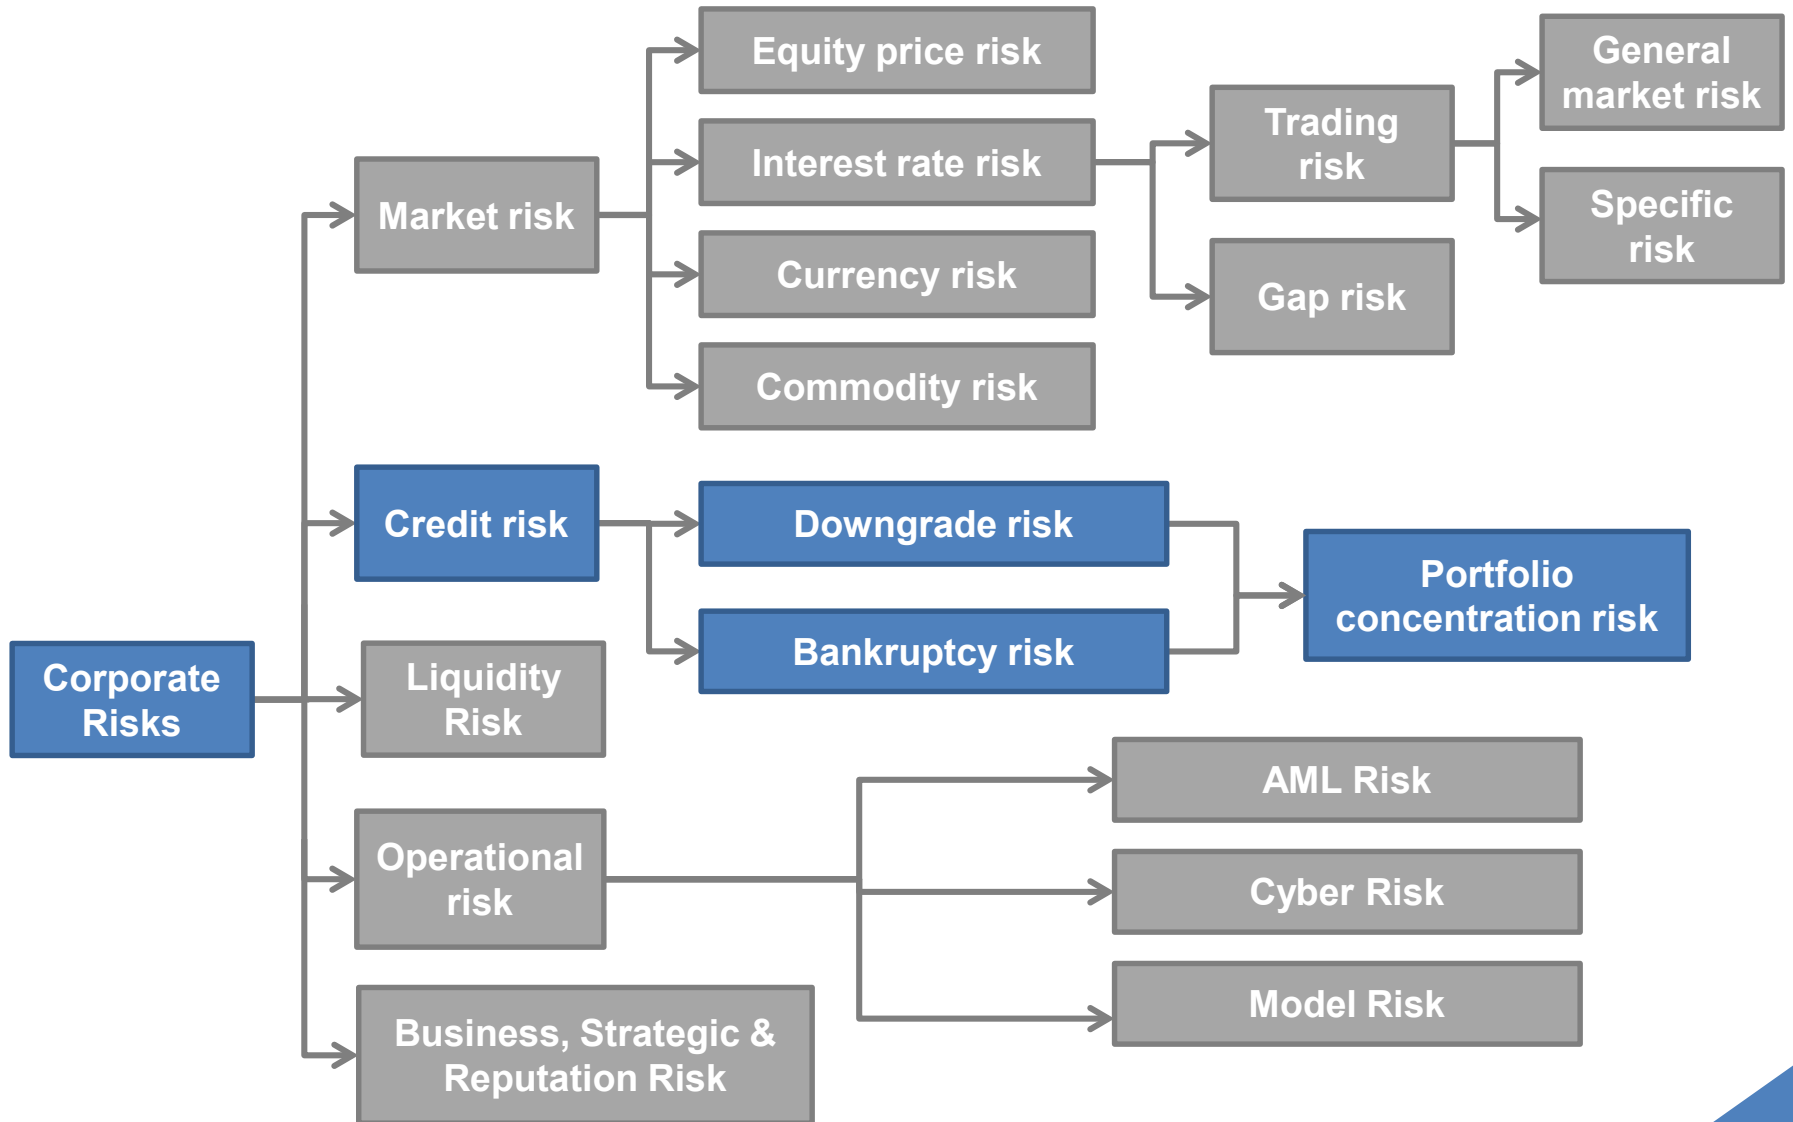 Equity price risk
General
market risk
Trading
risk
Interest rate risk
Market risk
Specific
risk
Currency risk
Gap risk
Commodity risk
Credit risk
Downgrade risk
Portfolio
concentration risk
Bankruptcy risk
Corporate
Risks
Liquidity
Risk
AML Risk
Operational
risk
Cyber Risk
Model Risk
Business, Strategic &
Reputation Risk